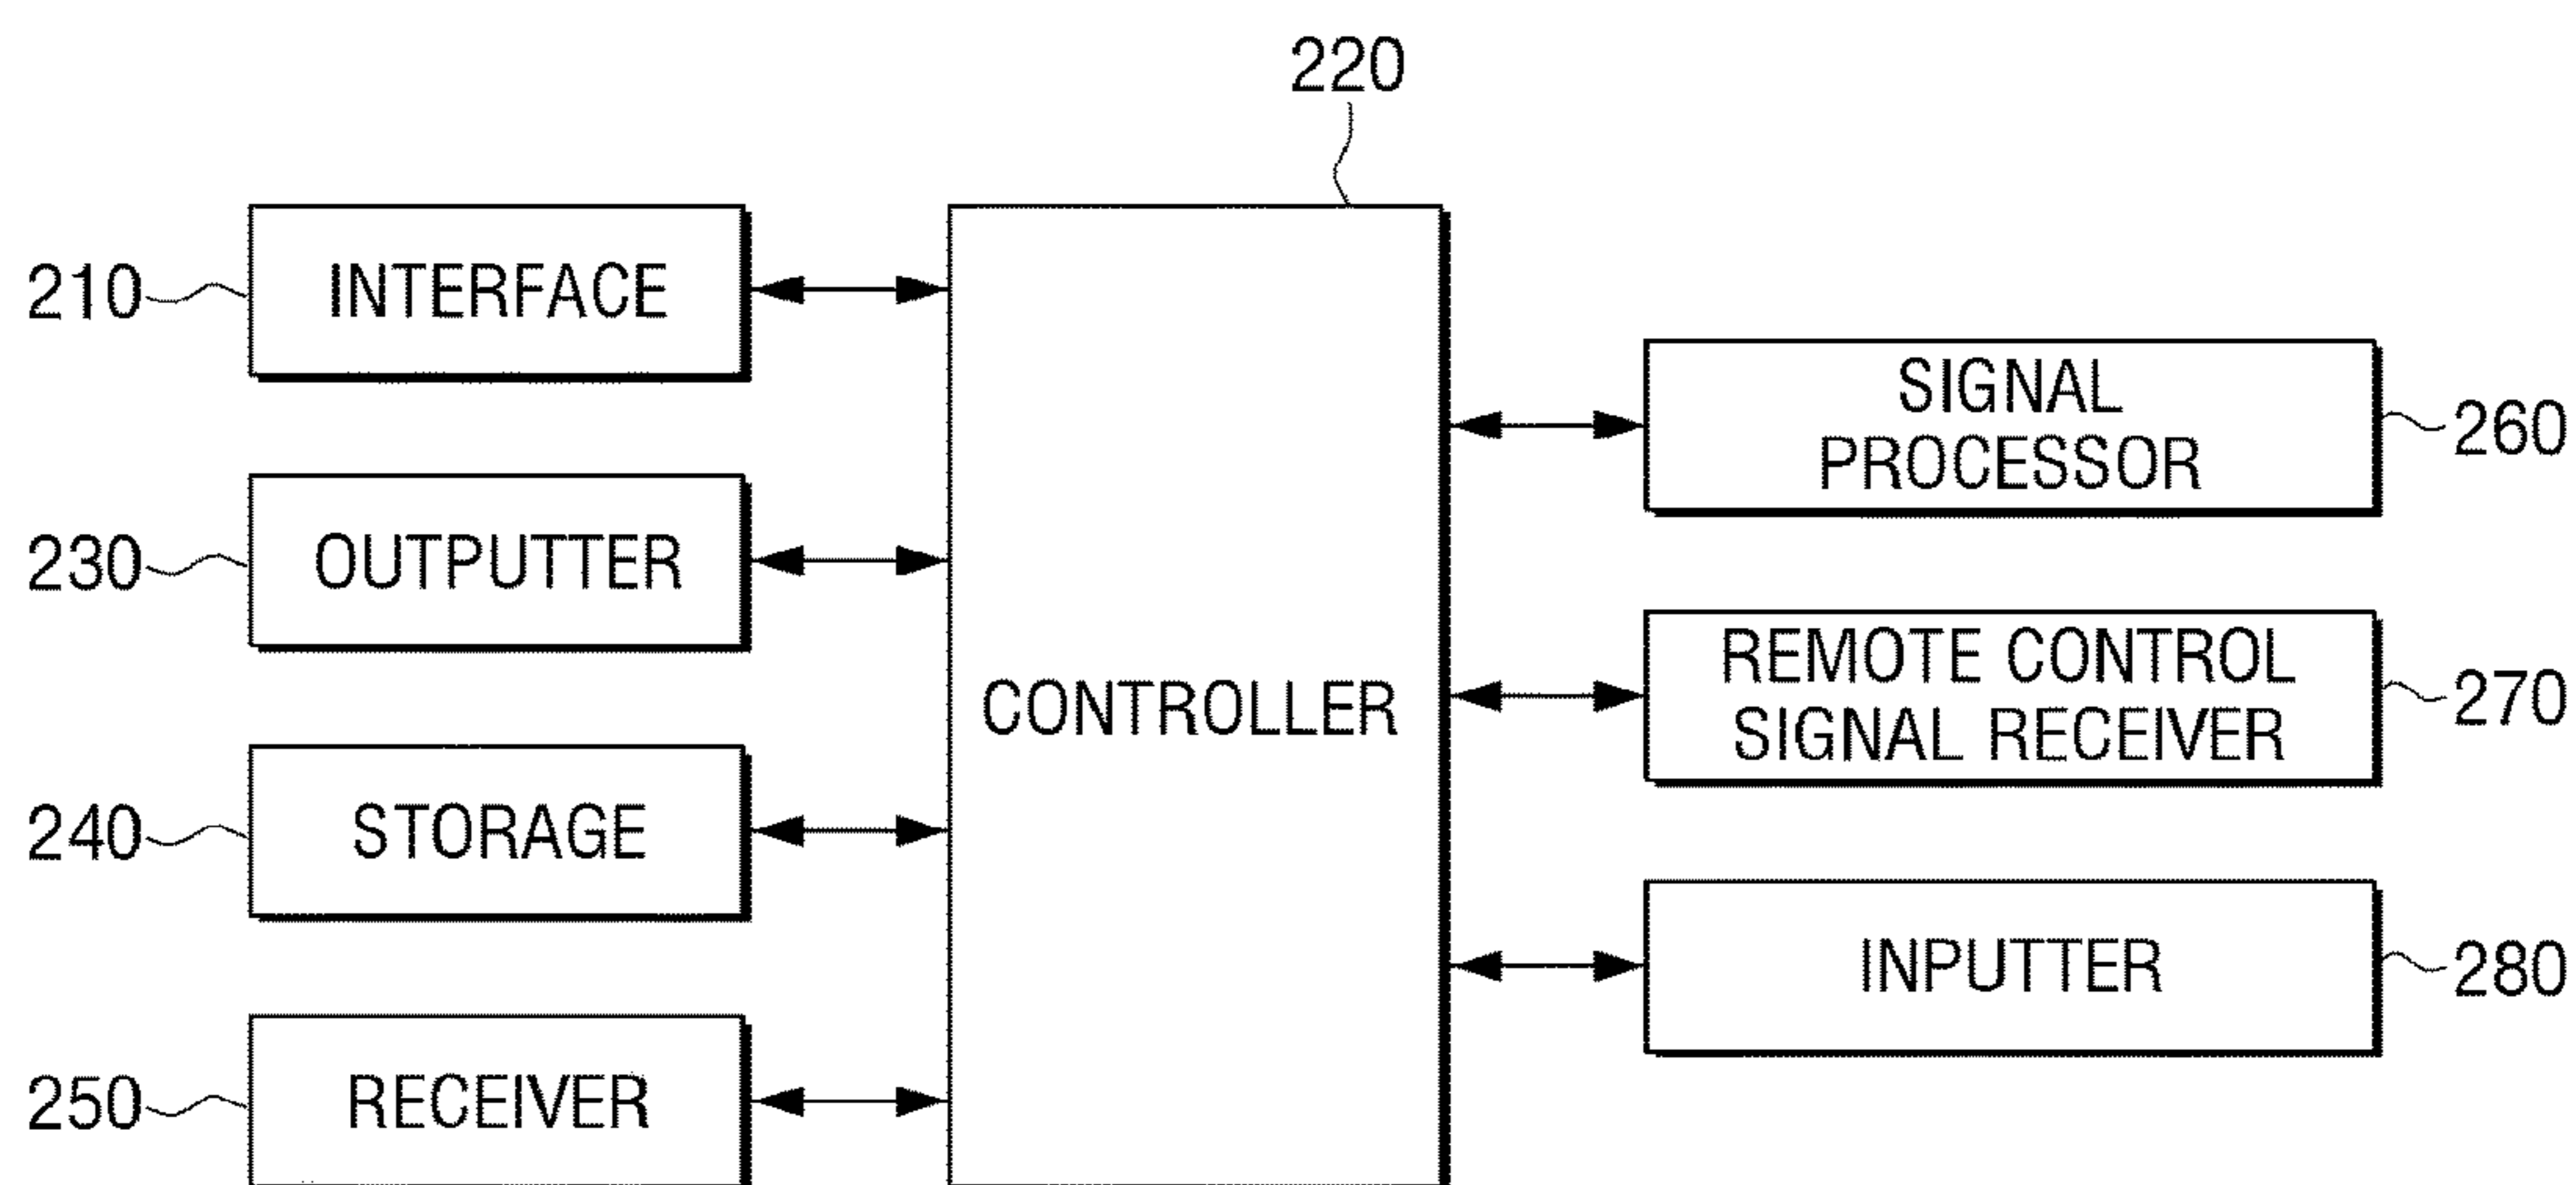 220
210
INTERFACE
230
OUTPUTTER
240
STORAGE
250
RECEIVER
CONTROLLER
SIGNAL
PROCESSOR
260
REMOTE CONTROL
SIGNAL RECEIVER
270
INPUTTER
280